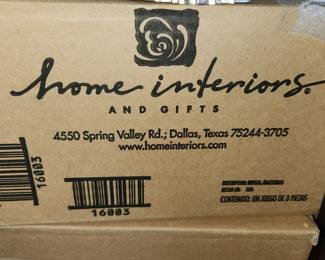 home interiors®
AND GIFTS
4550 Spring Valley Rd.; Dallas, Texas 75244-3705
www.homeinteriors.com
16003
16003
CONTENIDO: UN JUEGO DE 3 PIEZAS